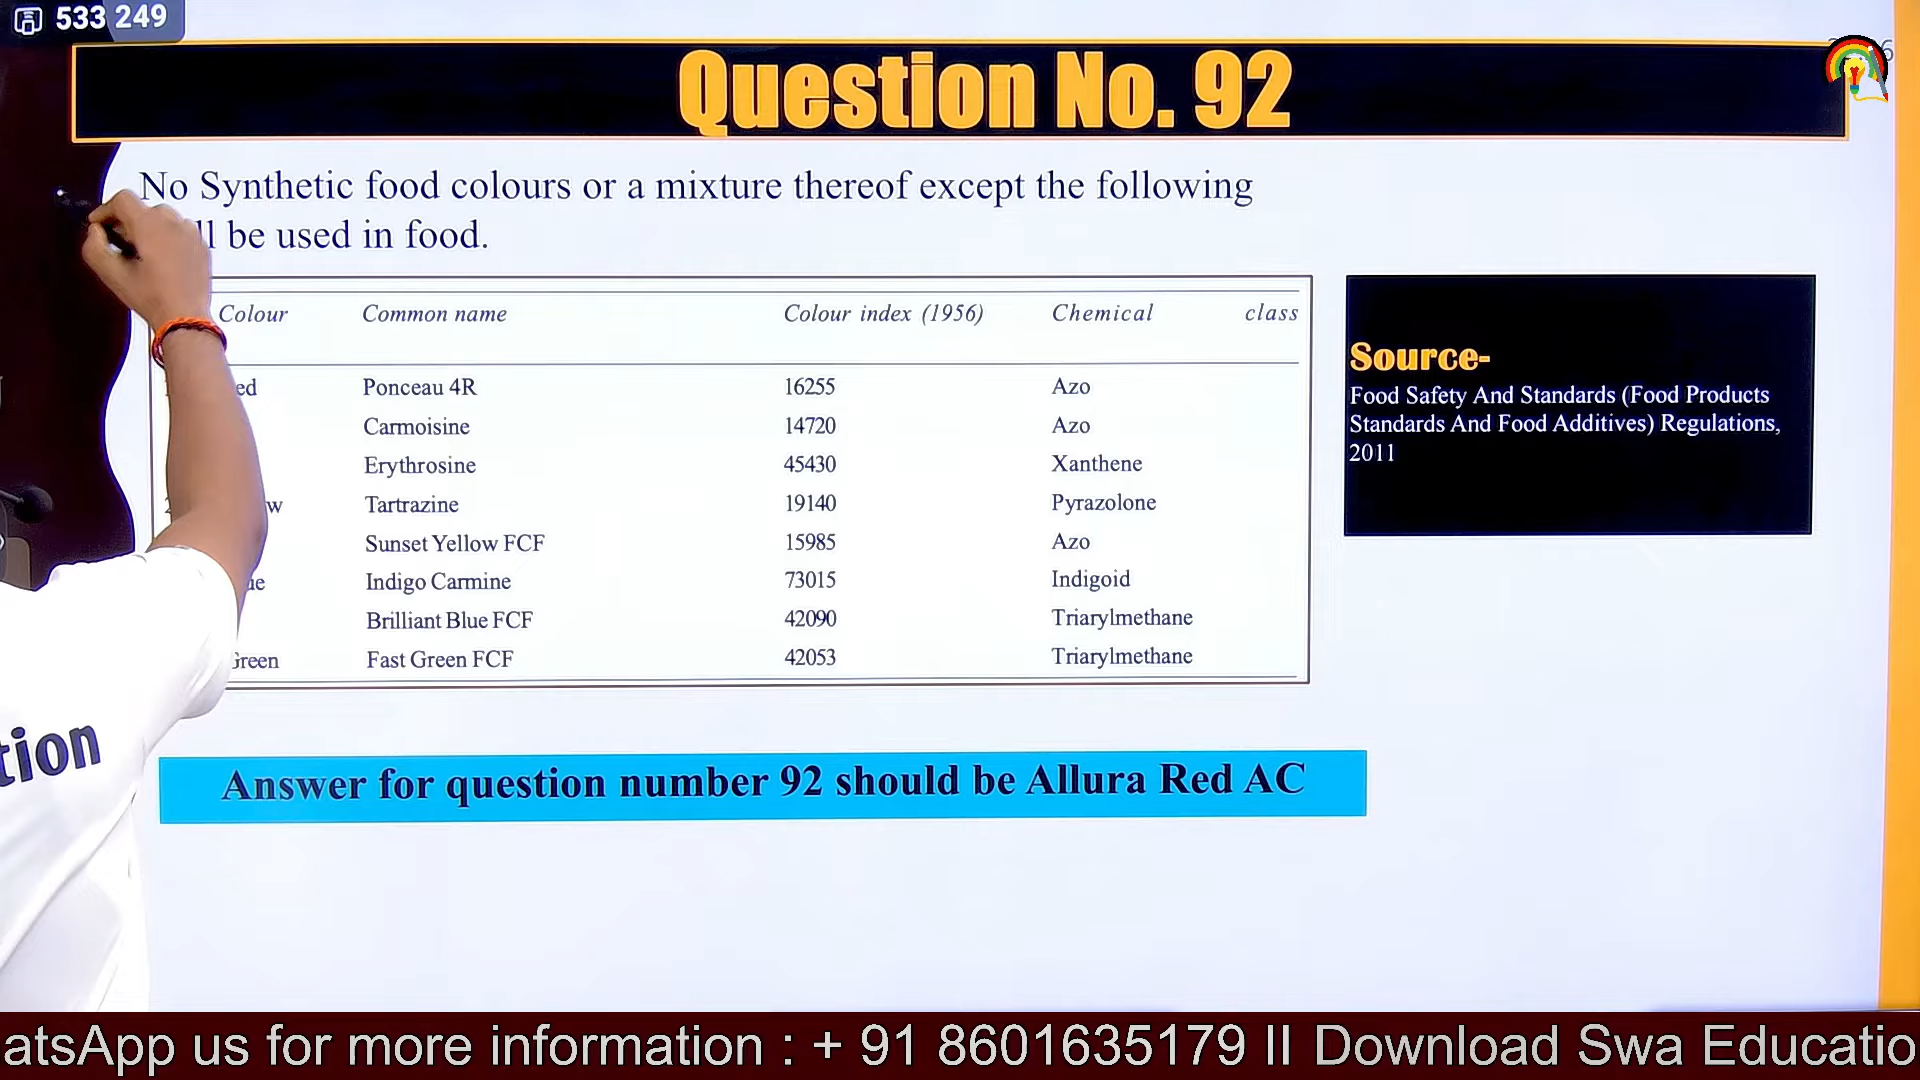 533 249
Question No. 92
No Synthetic food colours or a mixture thereof except the following
be used in food.
Colour Common name Colour index (1956) Chemical class
Ponceau 4R 16255 Azo
Carmoisine 14720 Azo
Erythrosine 45430 Xanthene
Tartrazine 19140 Pyrazolone
Sunset Yellow FCF 15985 Azo
Indigo Carmine 73015 Indigoid
Brilliant Blue FCF 42090 Triarylmethane
Green Fast Green FCF 42053 Triarylmethane
Source-
Food Safety And Standards (Food Products
Standards And Food Additives) Regulations,
2011
Answer for question number 92 should be Allura Red AC
tion
atsApp us for more information : + 91 8601635179 II Download Swa Educatio